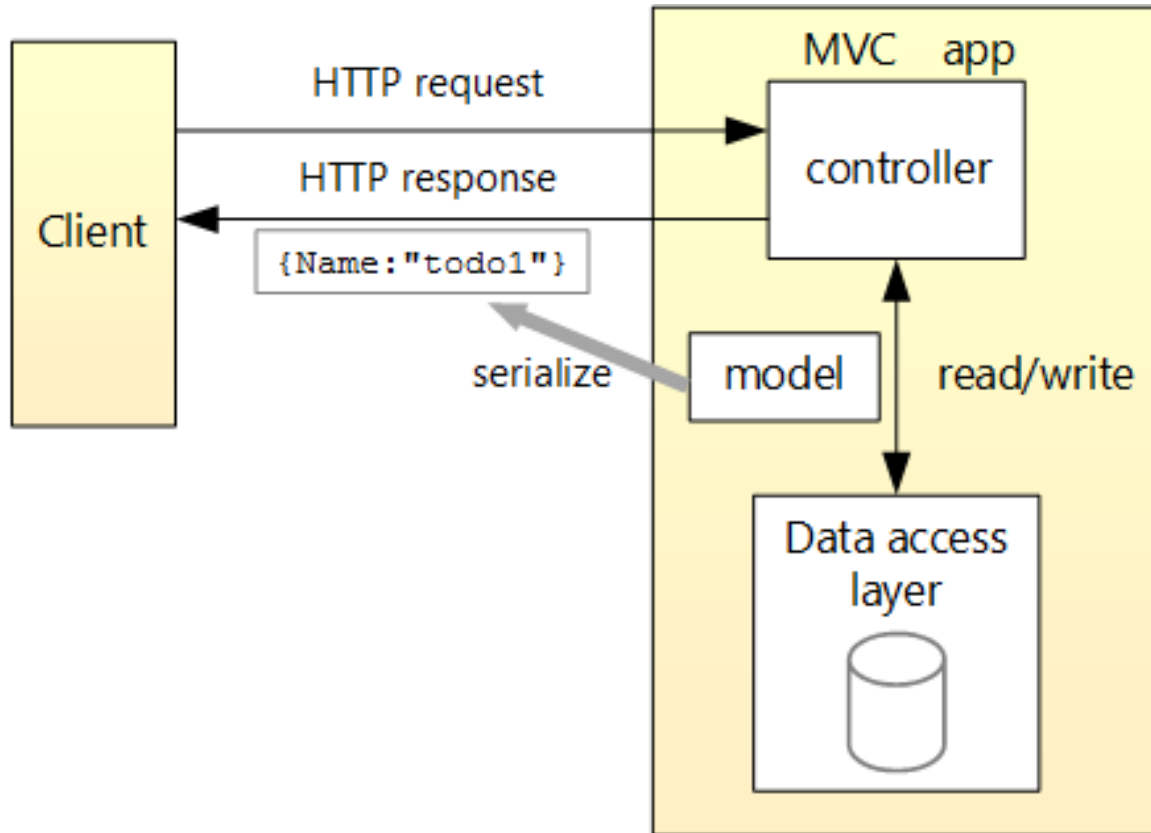 MVC app
HTTP request
controller
HTTP response
Client
{Name:"todo1"}
serialize
model
read/write
Data access
layer